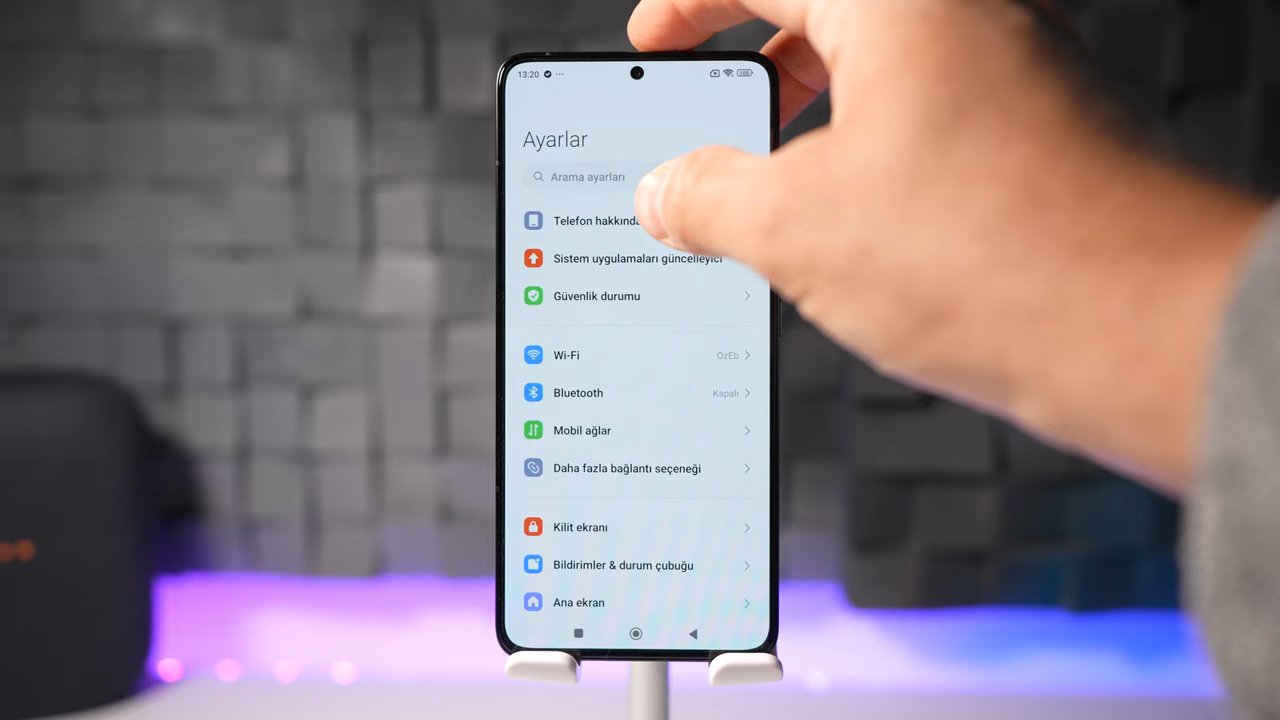 13:20
100
Ayarlar
Arama ayarları
Telefon hakkında
Sistem uygulamaları güncelleyici
Güvenlik durumu
Wi-Fi OzEb
Bluetooth Kapalı
Mobil ağlar
Daha fazla bağlantı seçeneği
Kilit ekranı
Bildirimler & durum çubuğu
Ana ekran